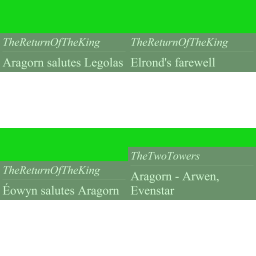 TheReturnOfTheKing
Aragorn salutes Legolas
TheReturnOfTheKing
Elrond's farewell
TheReturnOfTheKing
Éowyn salutes Aragorn
TheTwoTowers
Aragorn - Arwen,
Evenstar